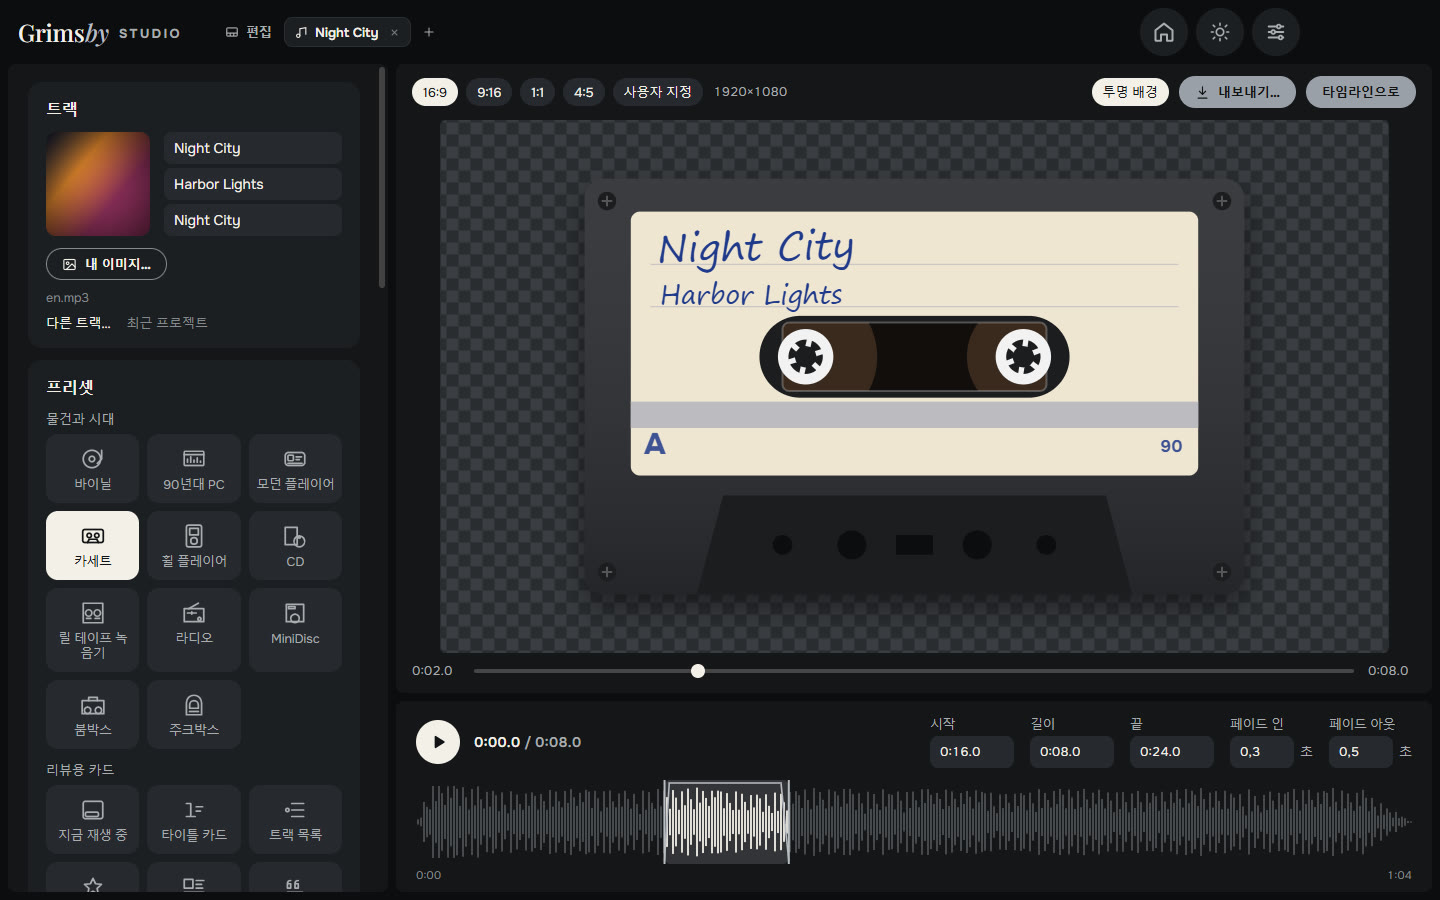 Grimsby STUDIO
편집
Night City ×
+
트랙
Night City
Harbor Lights
Night City
내 이미지...
en.mp3
다른 트랙...
최근 프로젝트
프리셋
물건과 시대
바이닐
90년대 PC
모던 플레이어
카세트
휠 플레이어
CD
릴 테이프 녹
음기
라디오
MiniDisc
붐박스
주크박스
리뷰용 카드
지금 재생 중
타이틀 카드
트랙 목록
16:9
9:16
1:1
4:5
사용자 지정
1920×1080
투명 배경
내보내기...
타임라인으로
Night City
Harbor Lights
A
90
0:02.0
0:08.0
0:00.0 / 0:08.0
시작
길이
끝
페이드 인
페이드 아웃
0:16.0
0:08.0
0:24.0
0,3 초
0,5 초
0:00
1:04